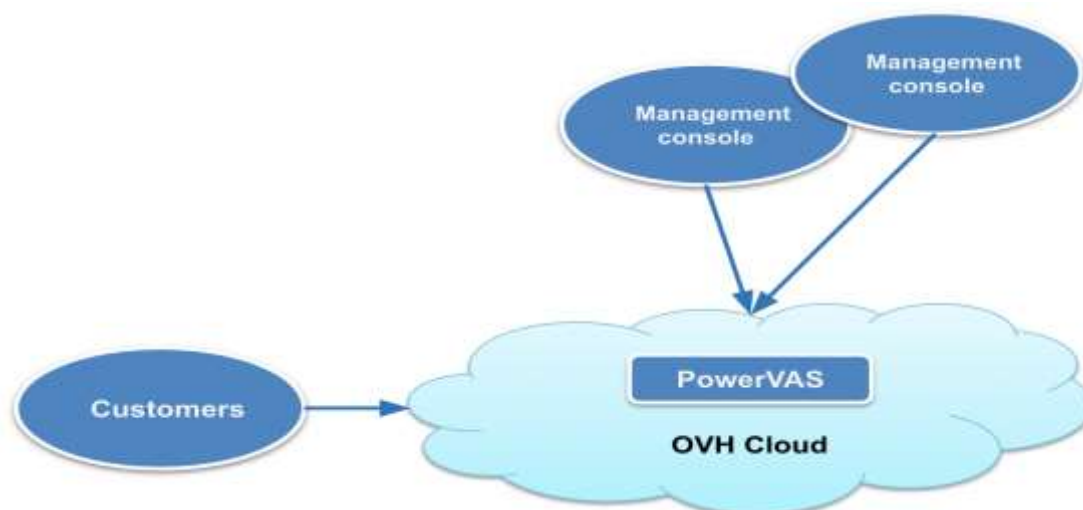 Management
console
Management
console
PowerVAS
Customers
OVH Cloud